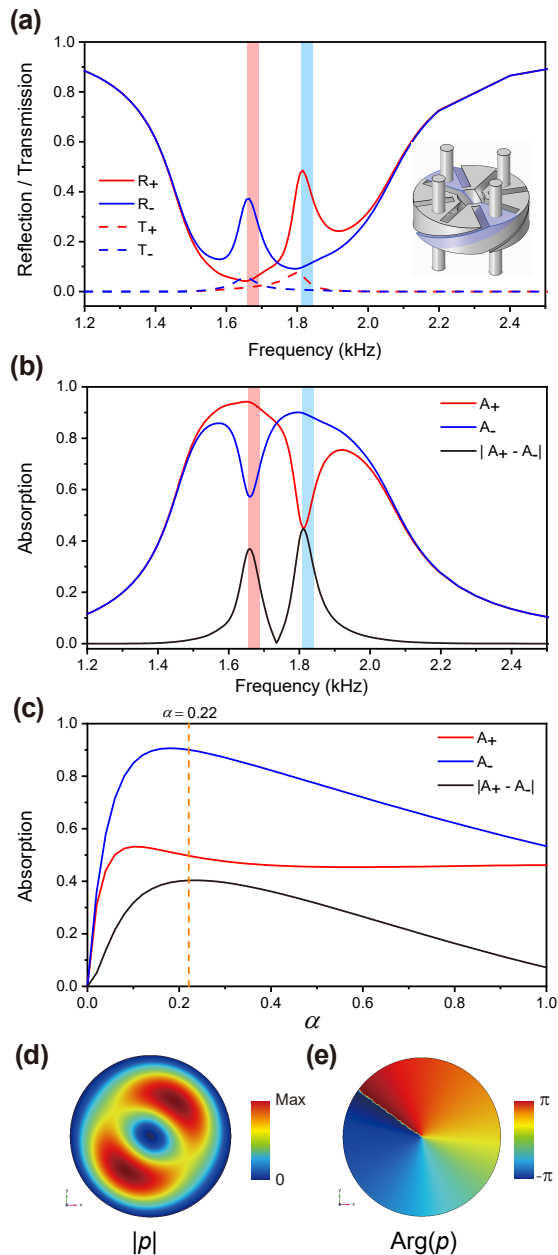 (a)
1.0
0.8
0.6
0.4
0.2
0.0
Reflection / Transmission
R+
R-
T+
T-
1.2 1.4 1.6 1.8 2.0 2.2 2.4
Frequency (kHz)
(b)
1.0
0.8
0.6
0.4
0.2
0.0
Absorption
A+
A-
| A+ - A-|
1.2 1.4 1.6 1.8 2.0 2.2 2.4
Frequency (kHz)
(c)
α = 0.22
1.0
0.8
0.6
0.4
0.2
0.0
Absorption
A+
A-
|A+ - A-|
0.0 0.2 0.4 0.6 0.8 1.0
α
(d)
Max
0
y
x
|p|
(e)
π
-π
y
x
Arg(p)